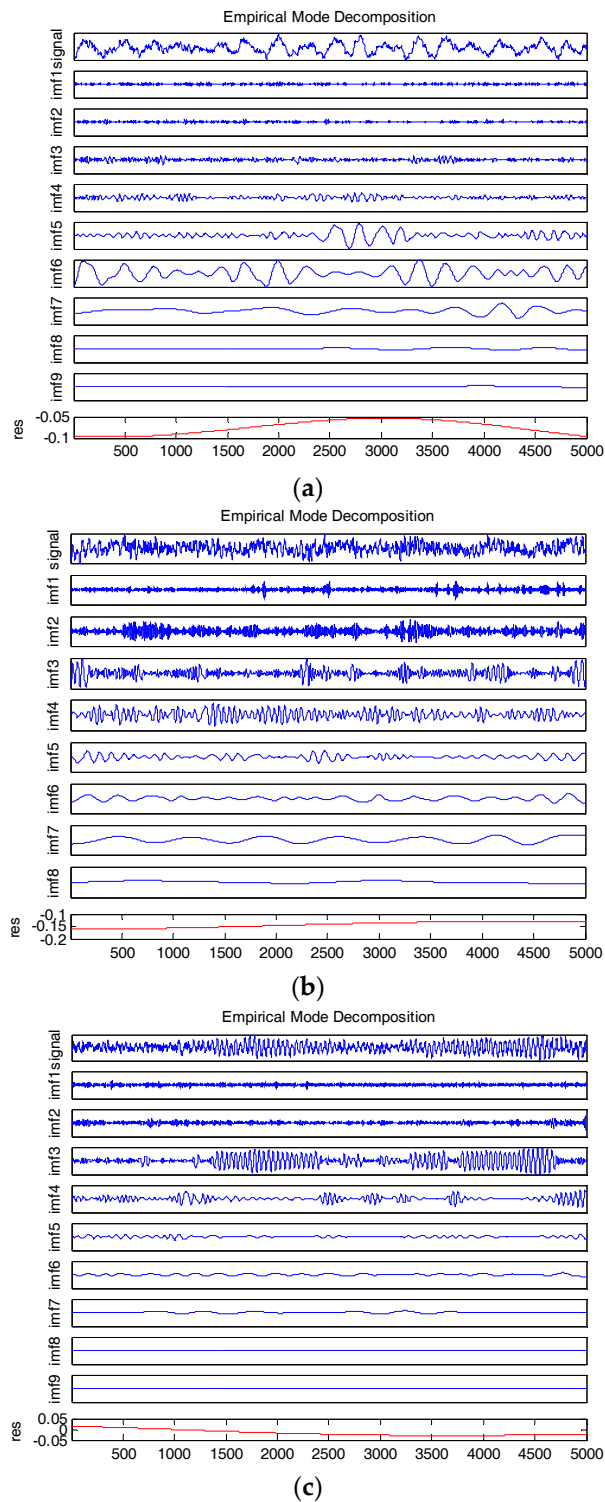 Empirical Mode Decomposition
signal
imf1
imf2
imf3
imf4
imf5
imf6
imf7
imf8
imf9
res
-0.05
-0.1
500 1000 1500 2000 2500 3000 3500 4000 4500 5000
(a)
Empirical Mode Decomposition
signal
imf1
imf2
imf3
imf4
imf5
imf6
imf7
imf8
res
-0.1
-0.15
-0.2
500 1000 1500 2000 2500 3000 3500 4000 4500 5000
(b)
Empirical Mode Decomposition
signal
imf1
imf2
imf3
imf4
imf5
imf6
imf7
imf8
imf9
res
0.05
0
-0.05
500 1000 1500 2000 2500 3000 3500 4000 4500 5000
(c)